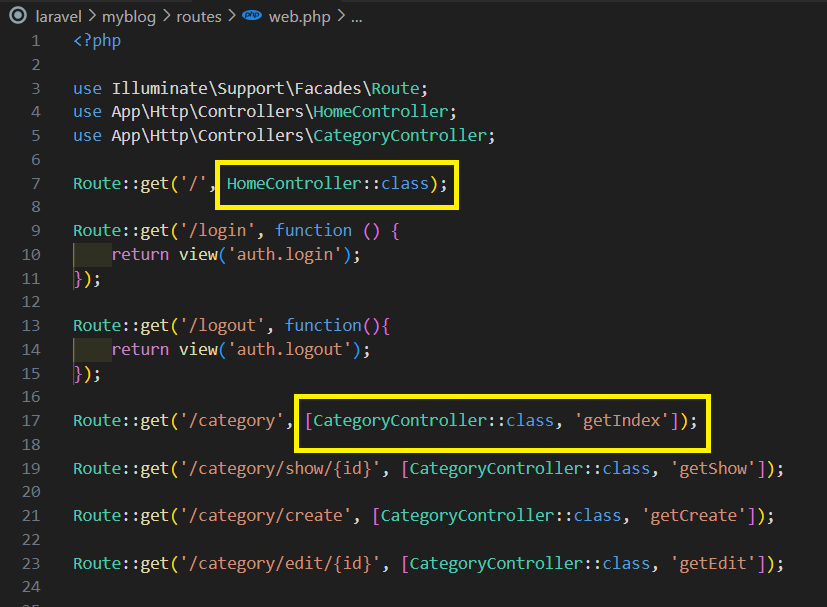 laravel > myblog > routes > php web.php > ...
1 <?php
2
3 use Illuminate\Support\Facades\Route;
4 use App\Http\Controllers\HomeController;
5 use App\Http\Controllers\CategoryController;
6
7 Route::get('/', HomeController::class);
8
9 Route::get('/login', function () {
10     return view('auth.login');
11 });
12
13 Route::get('/logout', function(){
14     return view('auth.logout');
15 });
16
17 Route::get('/category', [CategoryController::class, 'getIndex']);
18
19 Route::get('/category/show/{id}', [CategoryController::class, 'getShow']);
20
21 Route::get('/category/create', [CategoryController::class, 'getCreate']);
22
23 Route::get('/category/edit/{id}', [CategoryController::class, 'getEdit']);
24